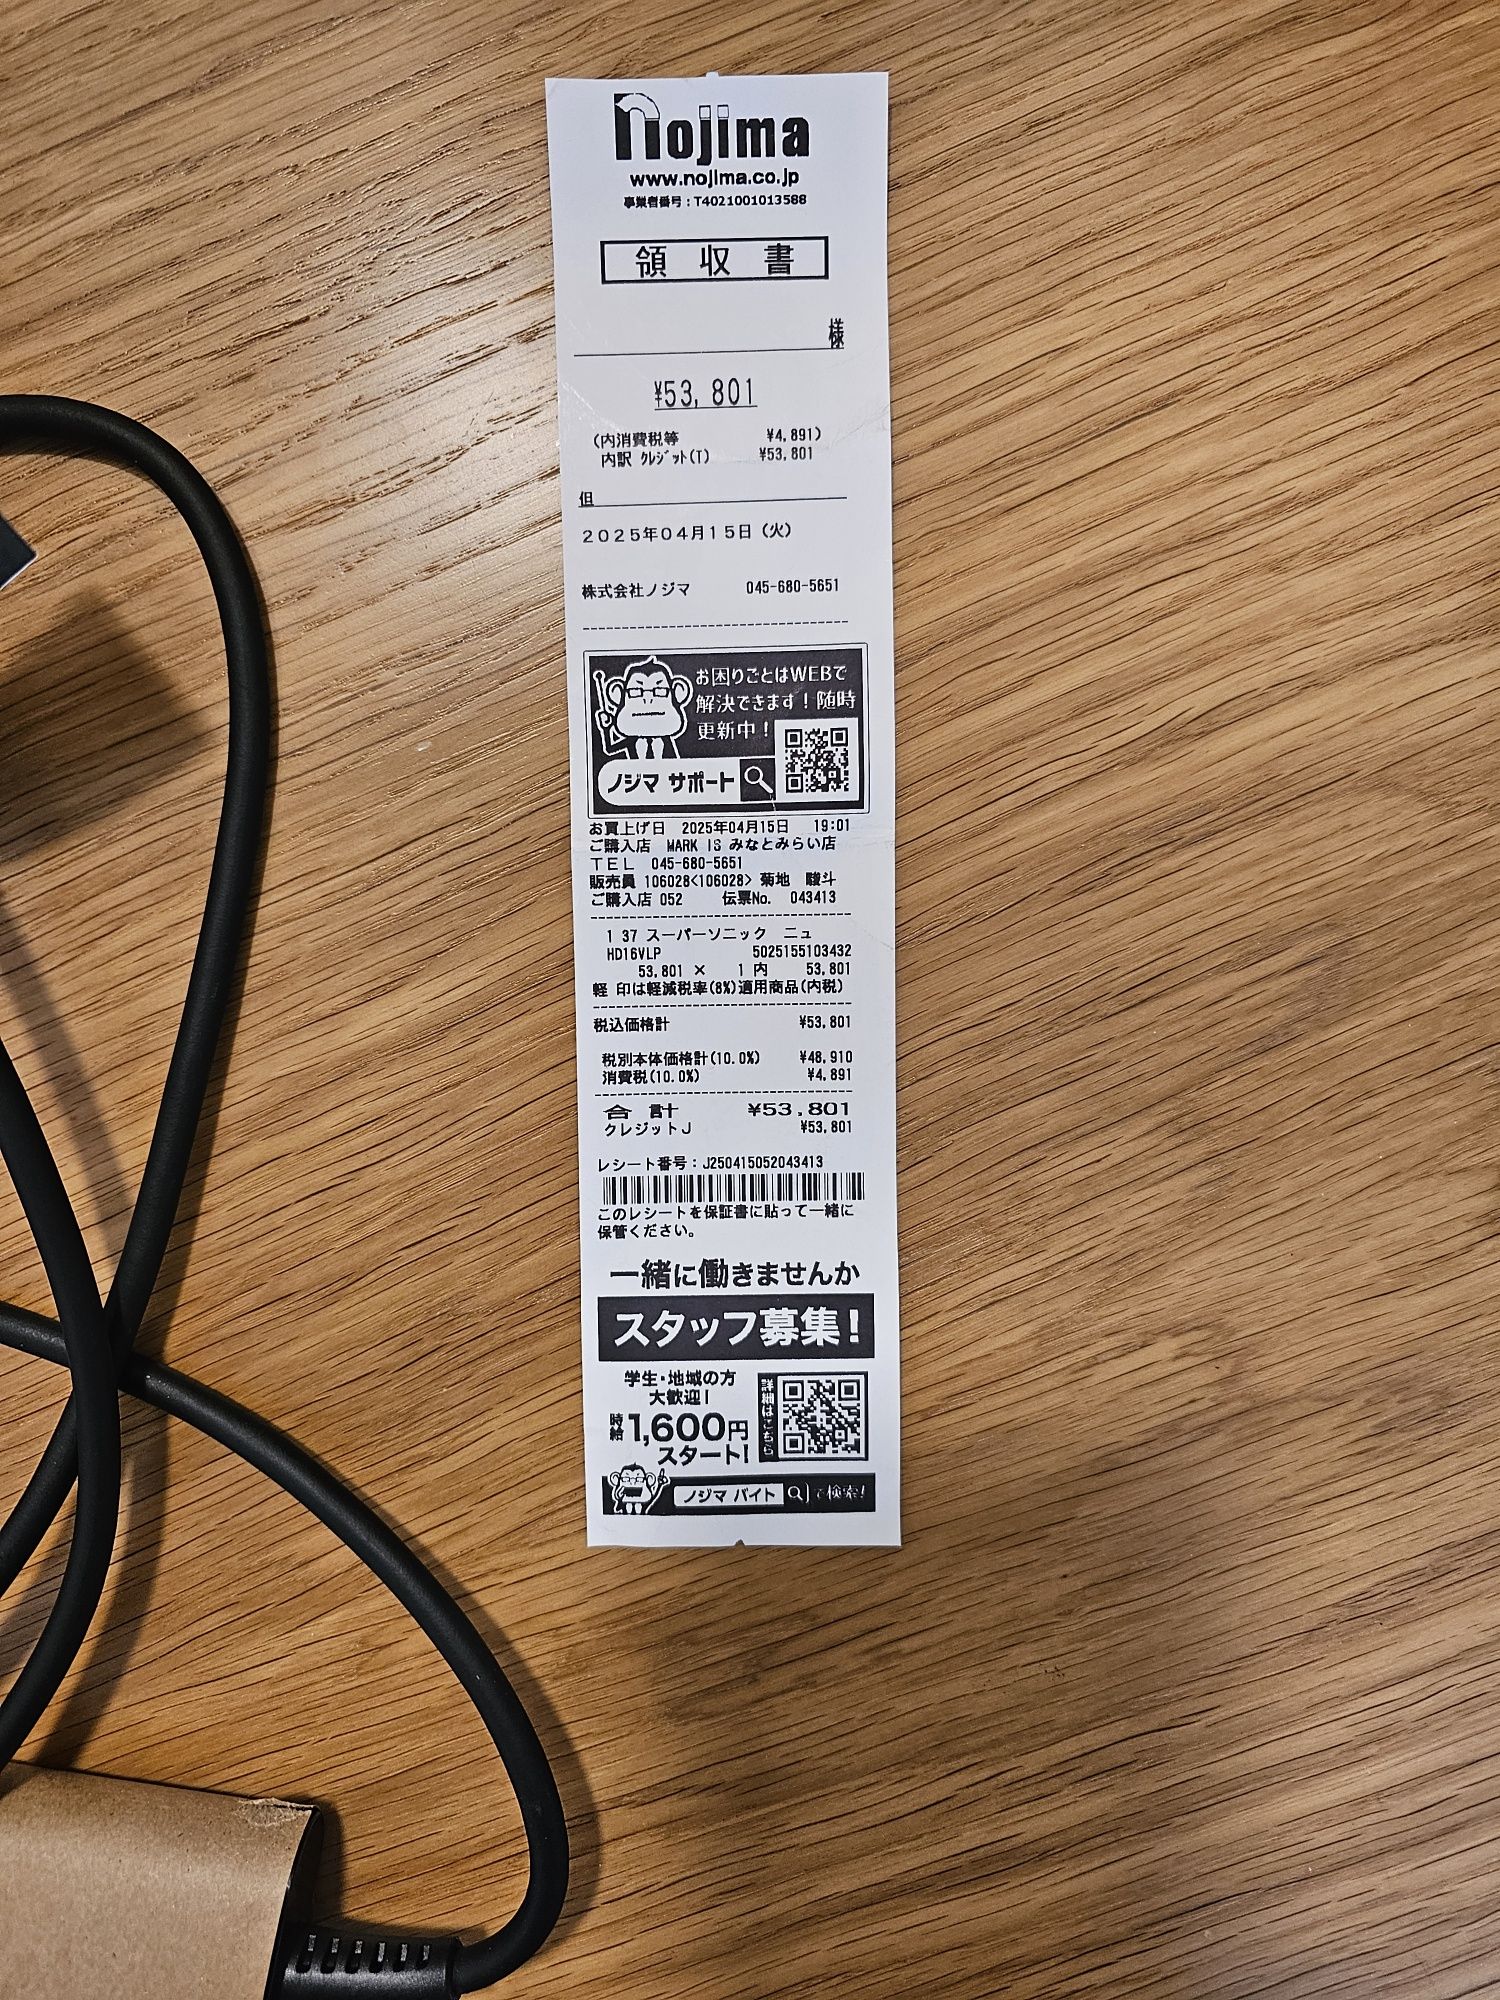 nojima
www.nojima.co.jp
事業者番号：T4021001013588
領 収 書
様
¥53,801
(内消費税等 ¥4,891)
内訳 ｸﾚｼﾞｯﾄ(T) ¥53,801
但
２０２５年０４月１５日（火）
株式会社ノジマ 045-680-5651
お困りごとはWEBで
解決できます！随時
更新中！
ノジマ サポート
お買上げ日 2025年04月15日 19:01
ご購入店 MARK IS みなとみらい店
ＴＥＬ 045-680-5651
販売員 106028<106028> 菊地 駿斗
ご購入店 052 伝票No. 043413
1 37 スーパーソニック ニュ
HD16VLP 5025155103432
53,801 × 1 内 53,801
軽 印は軽減税率(8%)適用商品(内税)
税込価格計 ¥53,801
税別本体価格計(10.0%) ¥48,910
消費税(10.0%) ¥4,891
合 計 ¥53,801
クレジットＪ ¥53,801
レシート番号：J250415052043413
このレシートを保証書に貼って一緒に
保管ください。
一緒に働きませんか
スタッフ募集！
学生・地域の方
大歓迎！
時給 1,600円
スタート！
詳細はこちら
ノジマ バイト で検索！